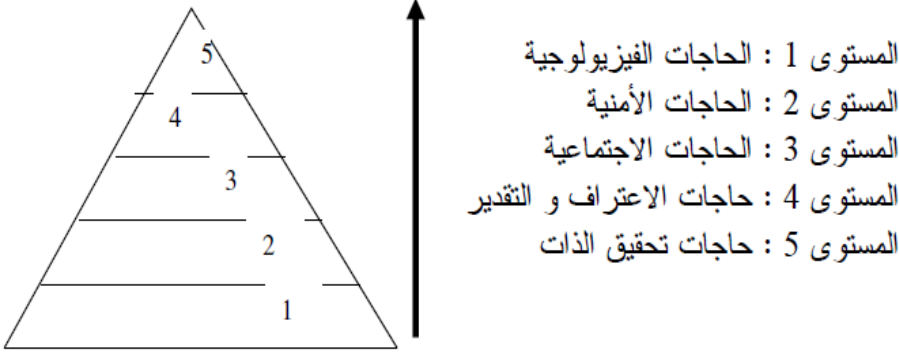 المستوى 1 : الحاجات الفيزيولوجية
المستوى 2 : الحاجات الأمنية
المستوى 3 : الحاجات الاجتماعية
المستوى 4 : حاجات الاعتراف و التقدير
المستوى 5 : حاجات تحقيق الذات
5
4
3
2
1